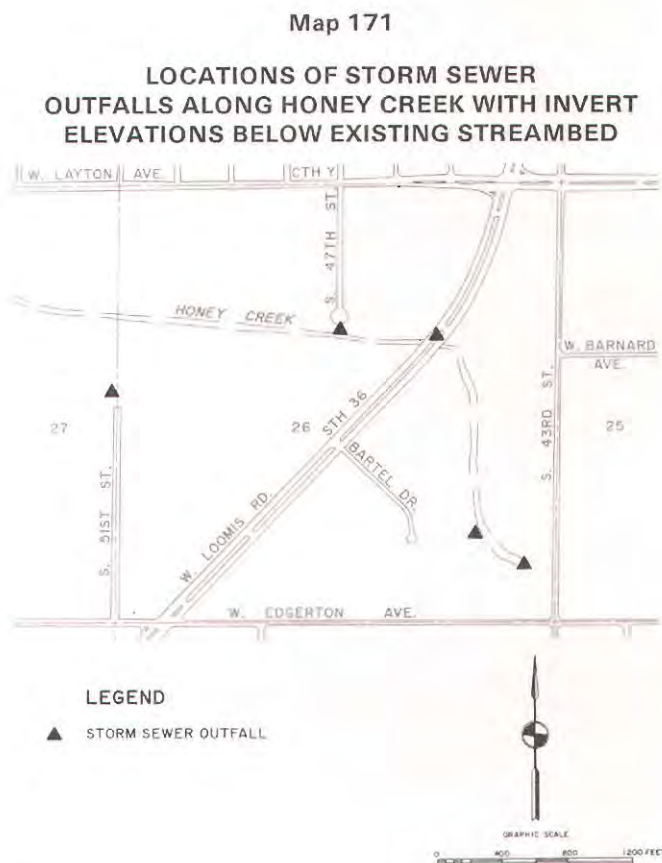 Map 171
LOCATIONS OF STORM SEWER
OUTFALLS ALONG HONEY CREEK WITH INVERT
ELEVATIONS BELOW EXISTING STREAMBED
W. LAYTON AVE. CTH Y
S. 47TH ST.
HONEY CREEK
W. BARNARD
AVE.
STH 36
27
26
25
S. 43RD ST.
BARTEL DR.
S. 51ST ST.
W. LOOMIS RD.
W. EDGERTON AVE.
LEGEND
▲ STORM SEWER OUTFALL
GRAPHIC SCALE
0 400 800 1200 FEET